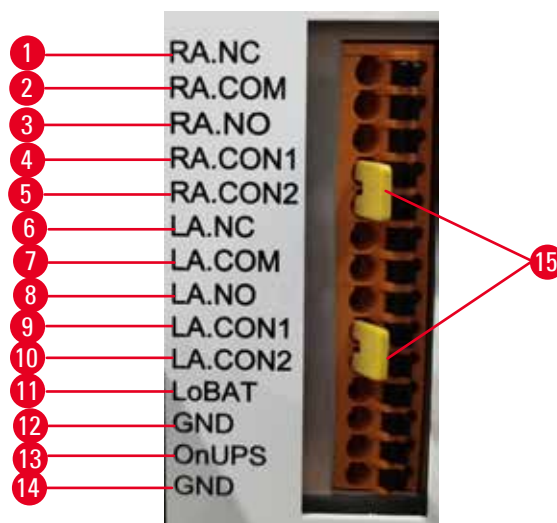 1 RA.NC
2 RA.COM
3 RA.NO
4 RA.CON1
5 RA.CON2
6 LA.NC
7 LA.COM
8 LA.NO
9 LA.CON1
10 LA.CON2
11 LoBAT
12 GND
13 OnUPS
14 GND
15